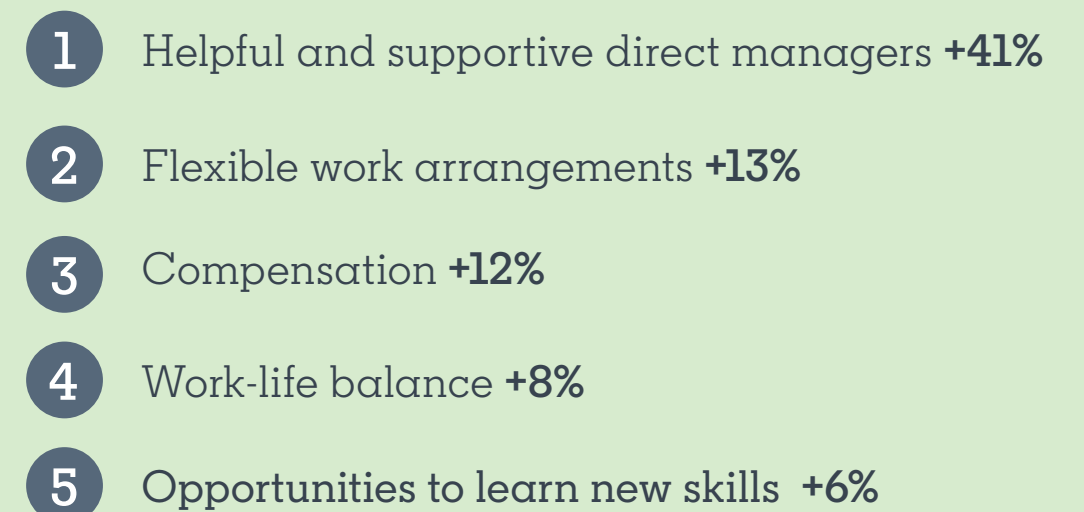 1 Helpful and supportive direct managers +41%
2 Flexible work arrangements +13%
3 Compensation +12%
4 Work-life balance +8%
5 Opportunities to learn new skills +6%